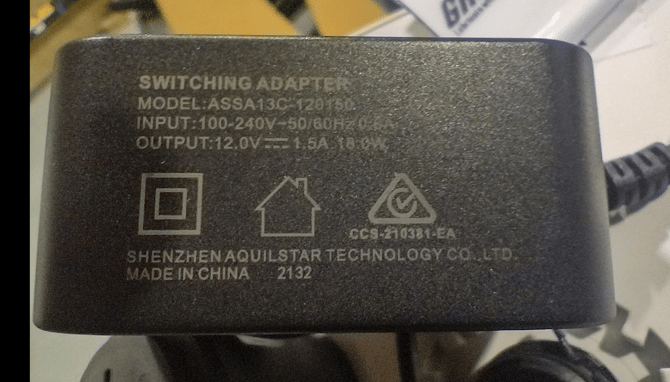 SWITCHING ADAPTER
MODEL:ASSA13C-120150
INPUT:100-240V~50/60Hz 0.6A
OUTPUT:12.0V⎓1.5A 18.0W
CCS-210381-EA
SHENZHEN AQUILSTAR TECHNOLOGY CO.,LTD.
MADE IN CHINA 2132